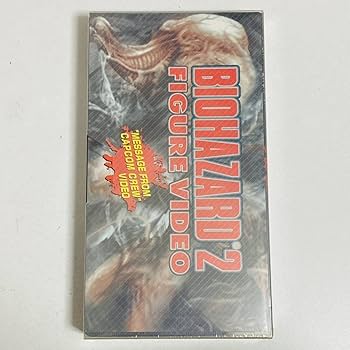 BIOHAZARD 2
FIGURE VIDEO
"MESSAGE FROM
CAPCOM CREW"
VIDEO